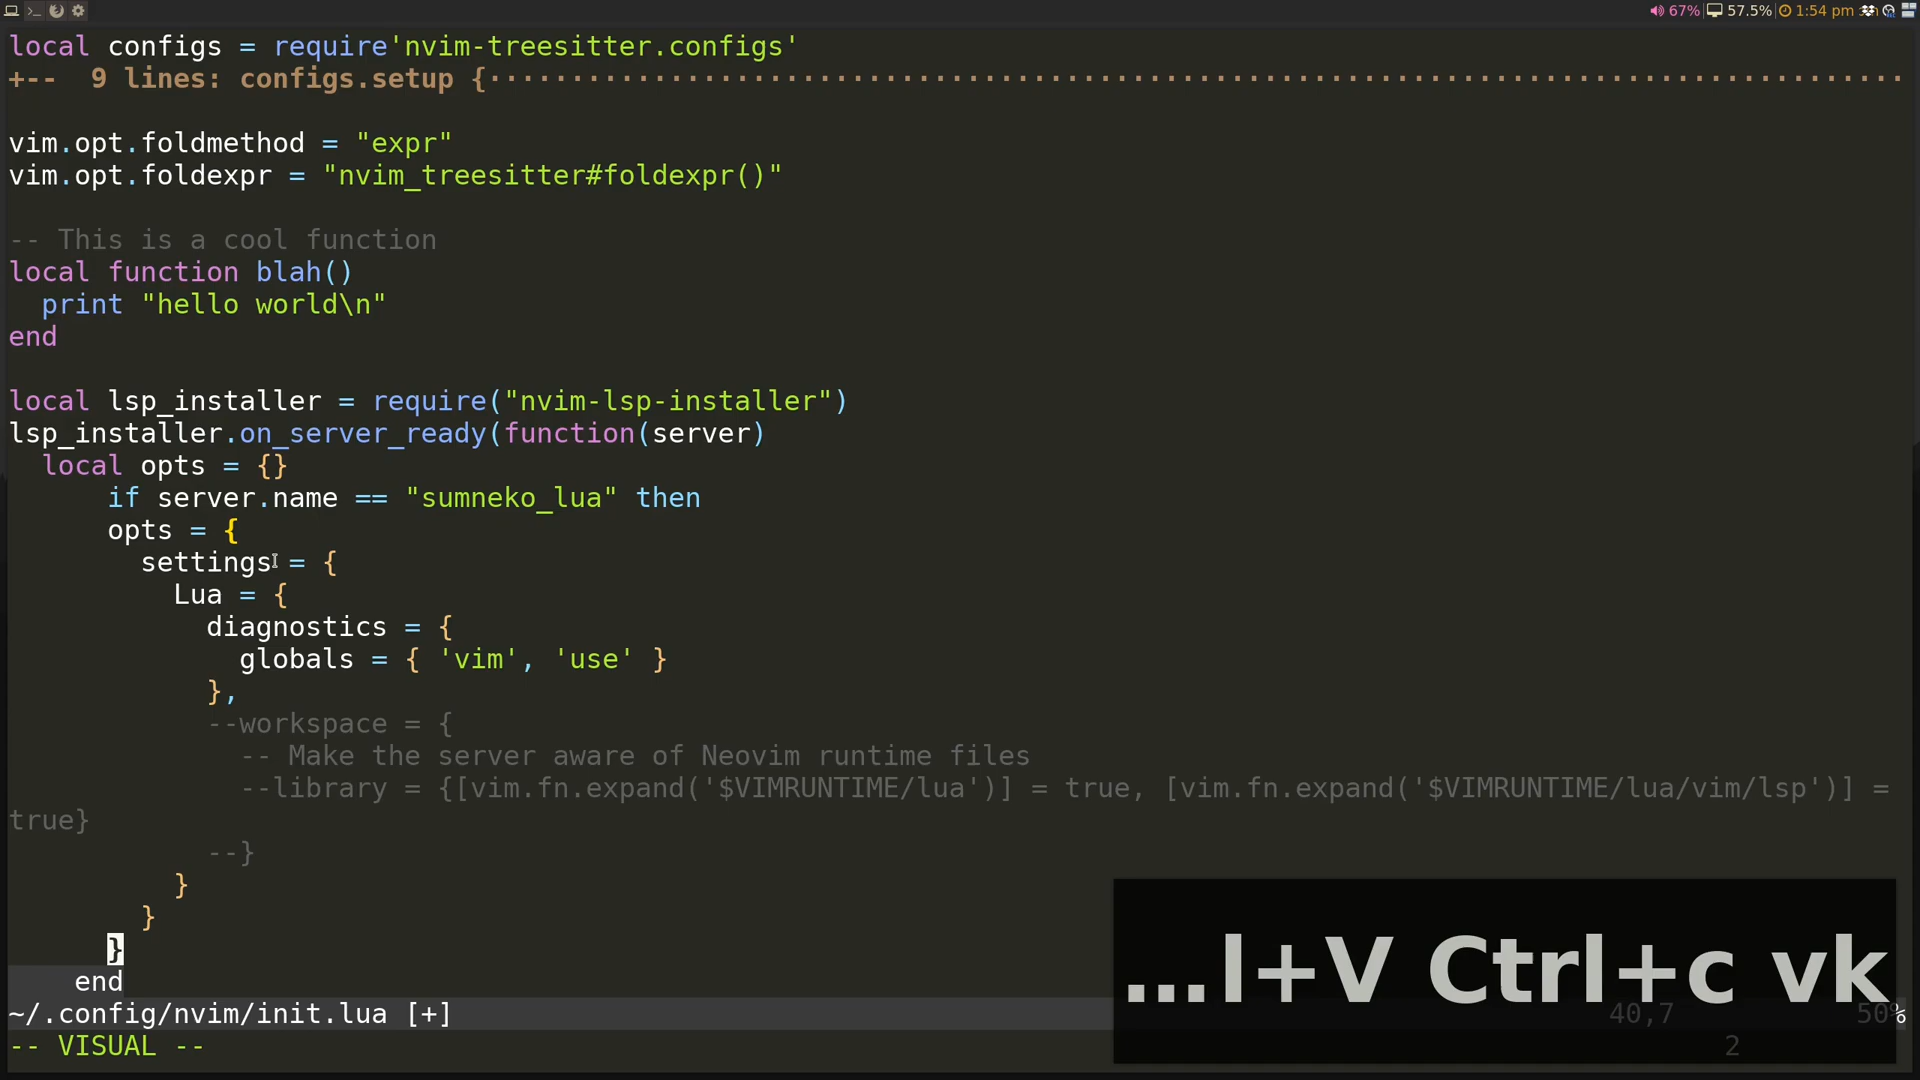 67% 57.5% 1:54 pm
local configs = require'nvim-treesitter.configs'
+--  9 lines: configs.setup {······················································································
vim.opt.foldmethod = "expr"
vim.opt.foldexpr = "nvim_treesitter#foldexpr()"
-- This is a cool function
local function blah()
  print "hello world\n"
end
local lsp_installer = require("nvim-lsp-installer")
lsp_installer.on_server_ready(function(server)
  local opts = {}
      if server.name == "sumneko_lua" then
      opts = {
        settings = {
          Lua = {
            diagnostics = {
              globals = { 'vim', 'use' }
            },
            --workspace = {
              -- Make the server aware of Neovim runtime files
              --library = {[vim.fn.expand('$VIMRUNTIME/lua')] = true, [vim.fn.expand('$VIMRUNTIME/lua/vim/lsp')] =
true}
            --}
          }
        }
      }
    end
~/.config/nvim/init.lua [+] 40,7 50%
-- VISUAL -- 2
...l+V Ctrl+c vk